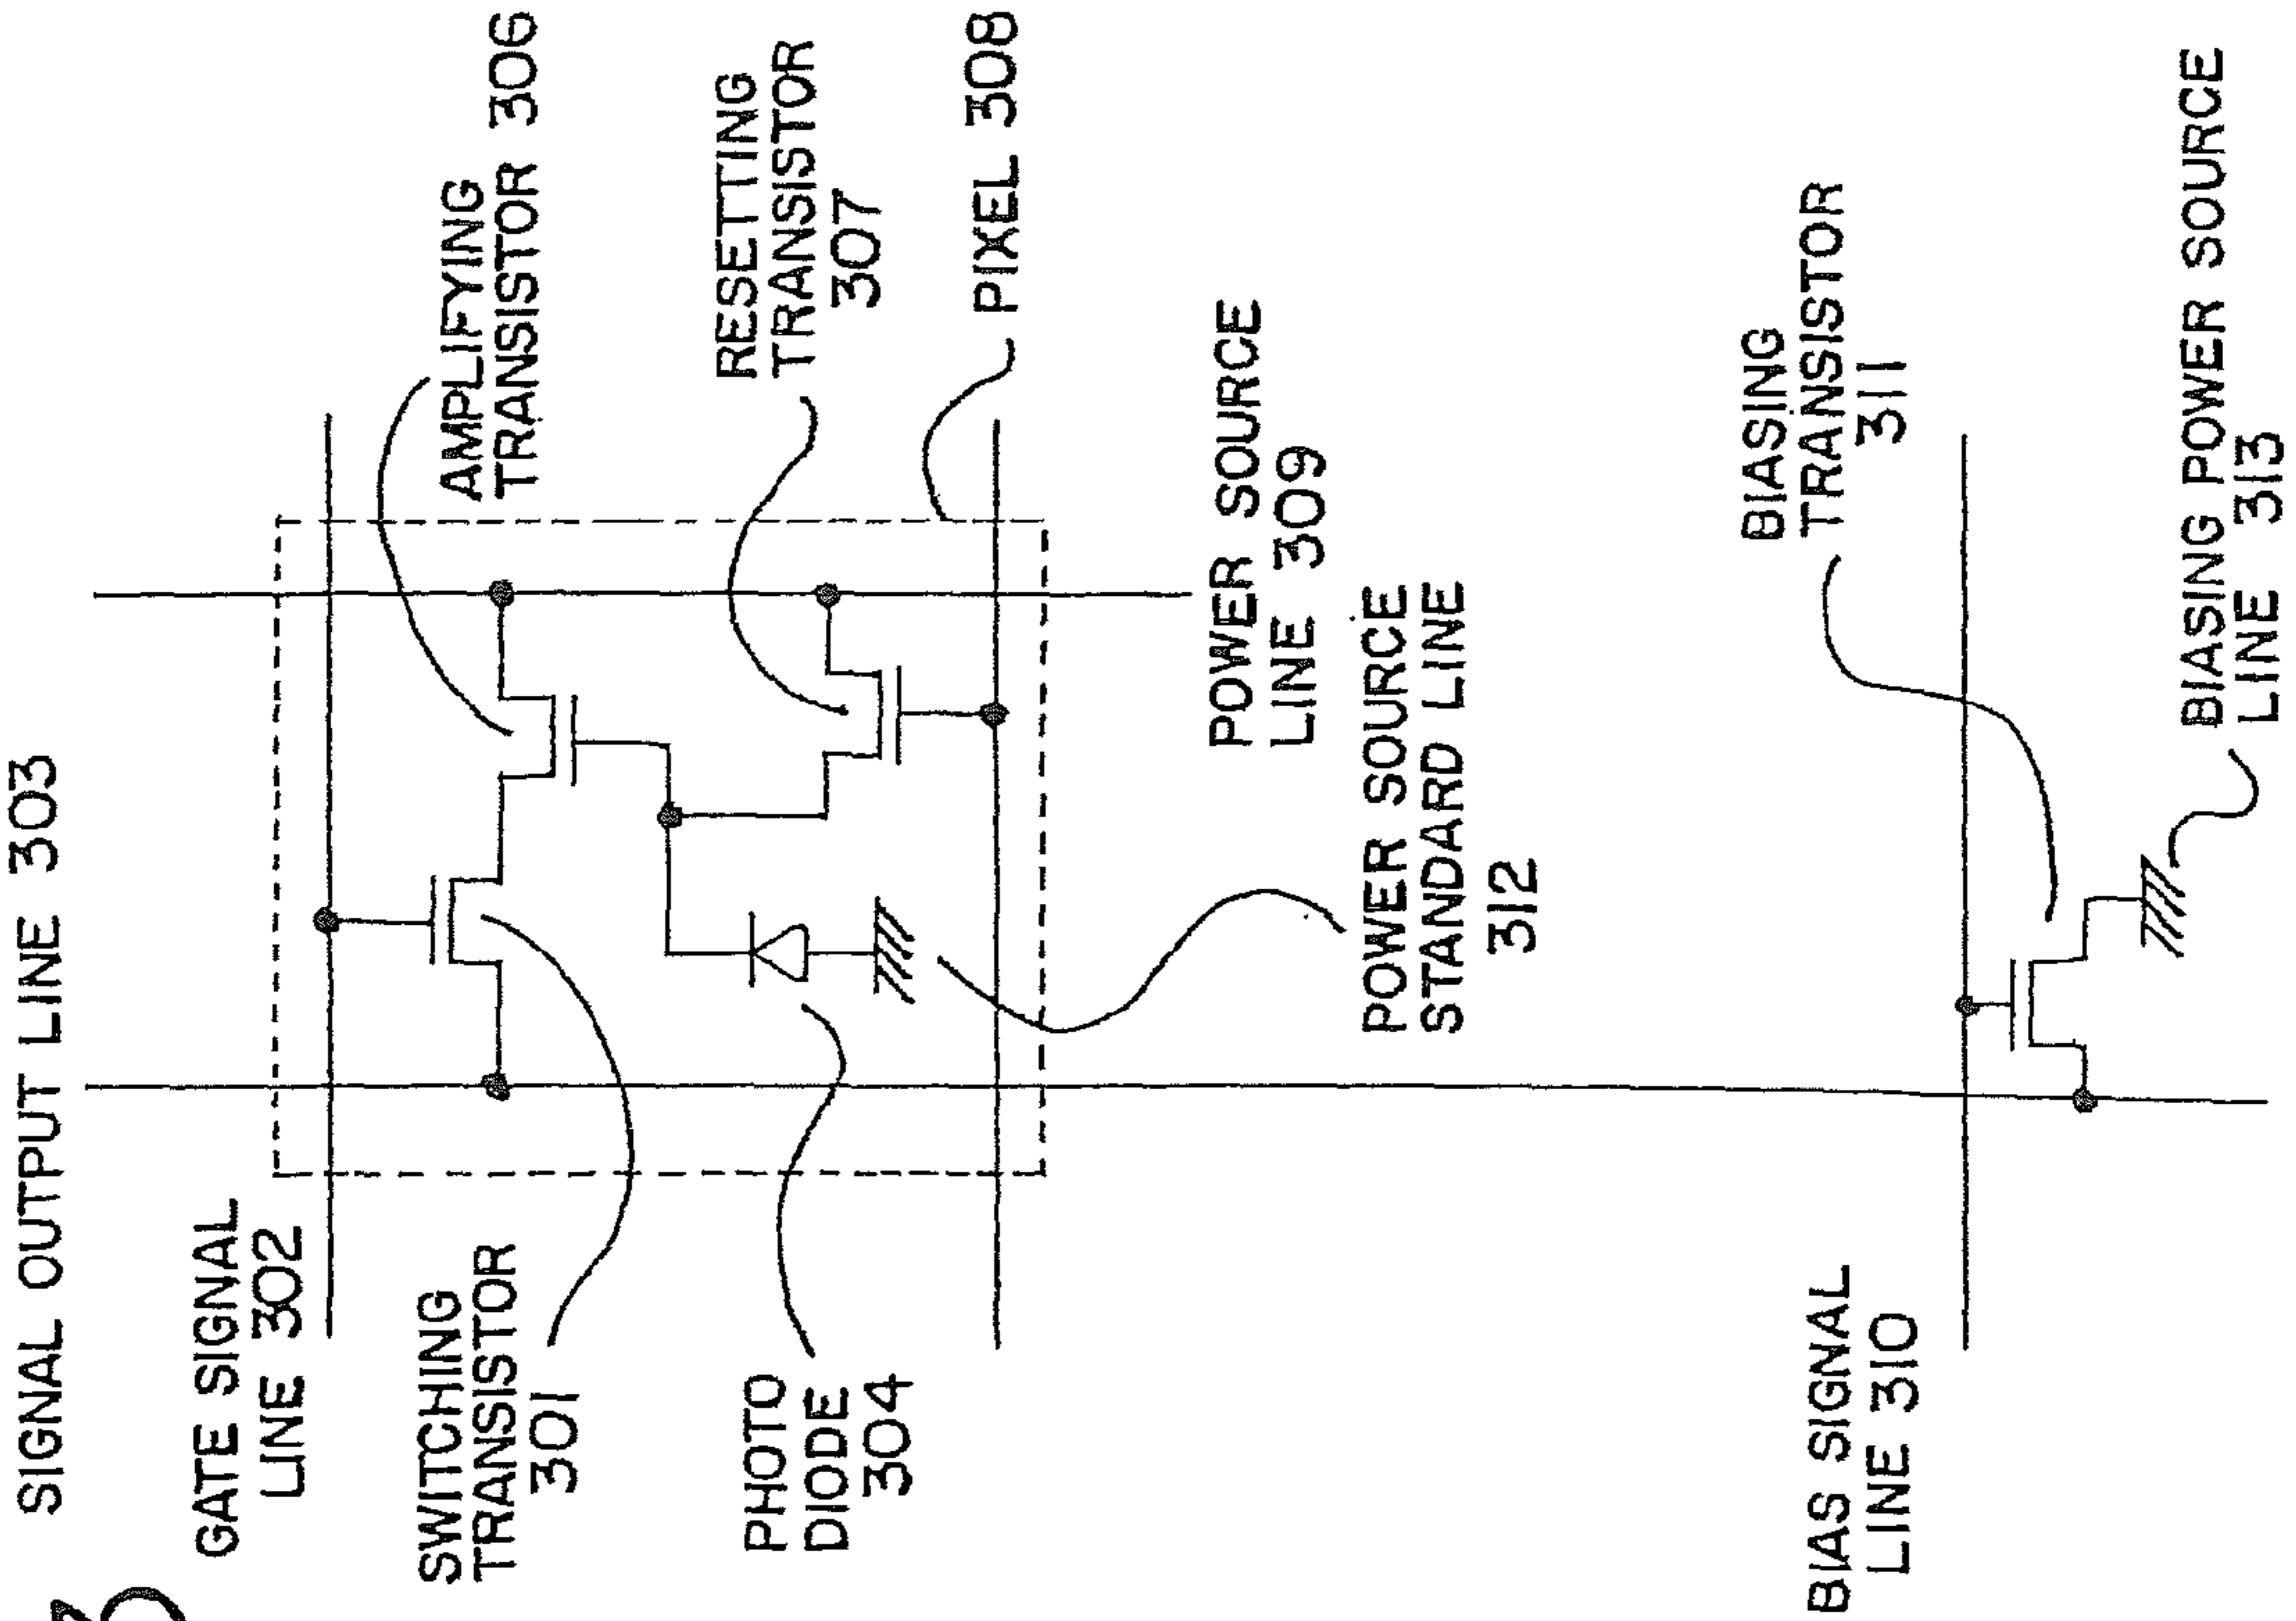 SIGNAL OUTPUT LINE 303
GATE SIGNAL
LINE 302
SWITCHING
TRANSISTOR
301
PHOTO
DIODE
304
AMPLIFYING
TRANSISTOR 306
RESETTING
TRANSISTOR
307
PIXEL 308
POWER SOURCE
LINE 309
POWER SOURCE
STANDARD LINE
312
BIAS SIGNAL
LINE 310
BIASING
TRANSISTOR
311
BIASING POWER SOURCE
LINE 313